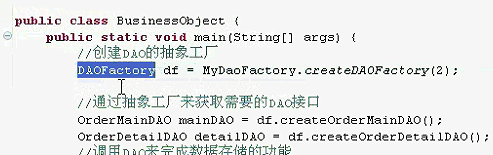 public class BusinessObject {
public static void main(String[] args) {
//创建DAO的抽象工厂
DAOFactory df = MyDaoFactory.createDAOFactory(2);
//通过抽象工厂来获取需要的DAO接口
OrderMainDAO mainDAO = df.createOrderMainDAO();
OrderDetailDAO detailDAO = df.createOrderDetailDAO();
//调用DAO来完成数据存储的功能